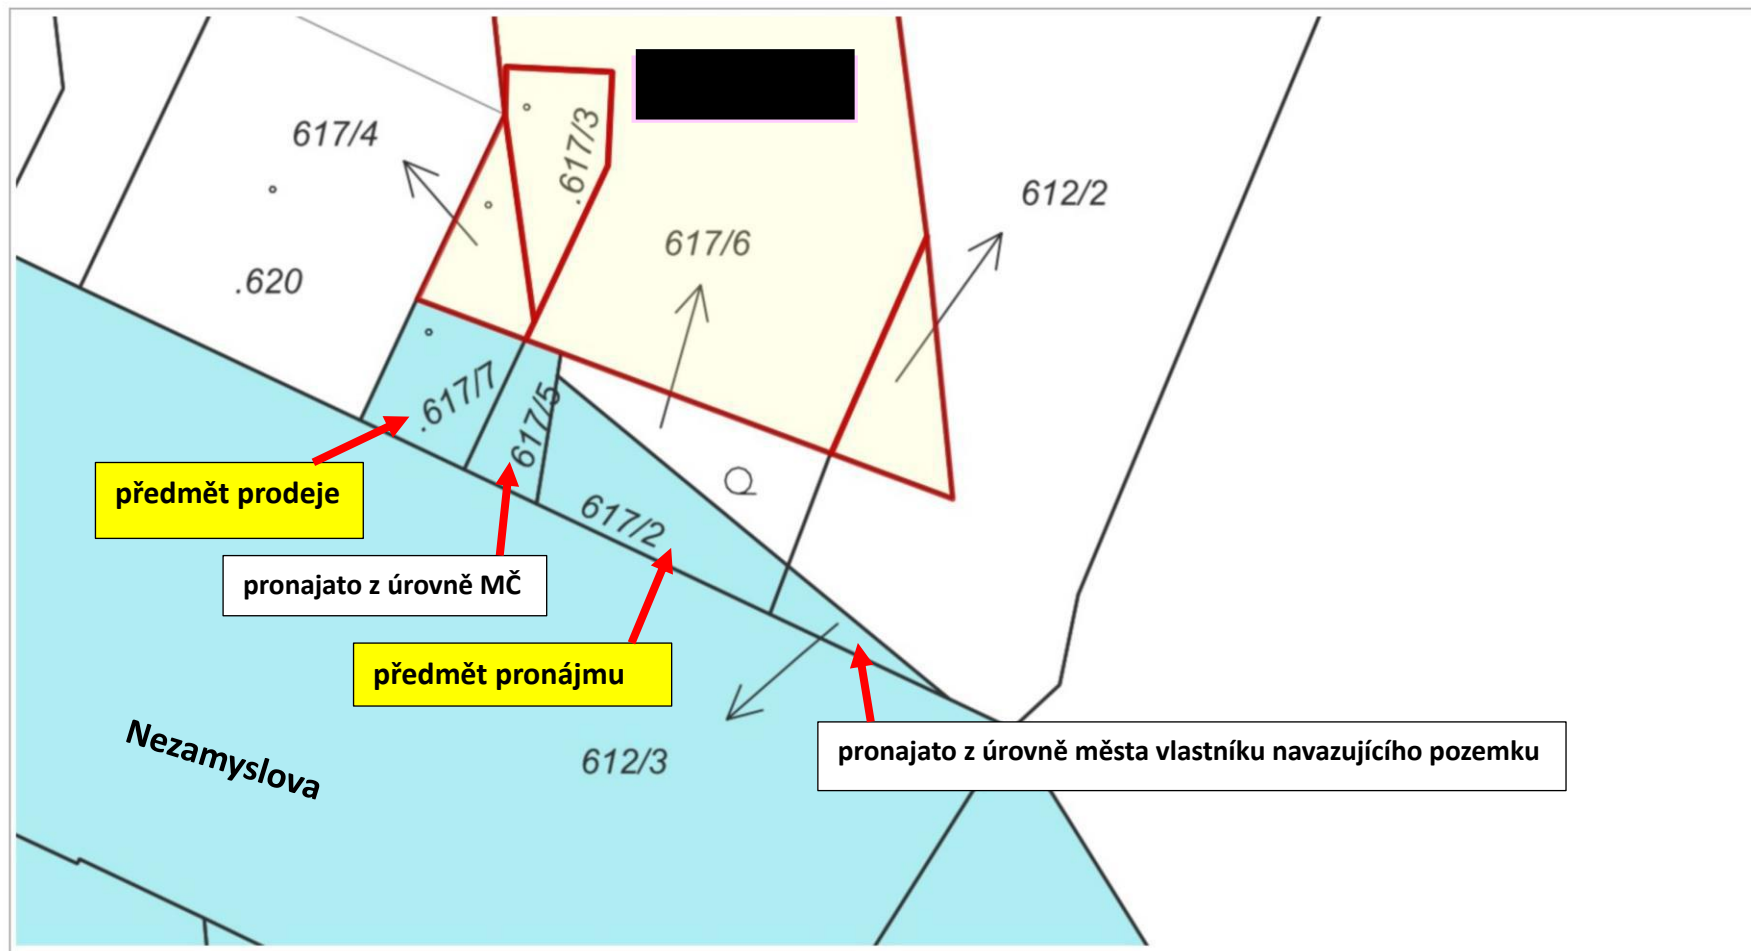 617/4
.617/3
612/2
617/6
.620
.617/7
617/5
předmět prodeje
617/2
pronajato z úrovně MČ
předmět pronájmu
Nezamyslova
612/3
pronajato z úrovně města vlastníku navazujícího pozemku